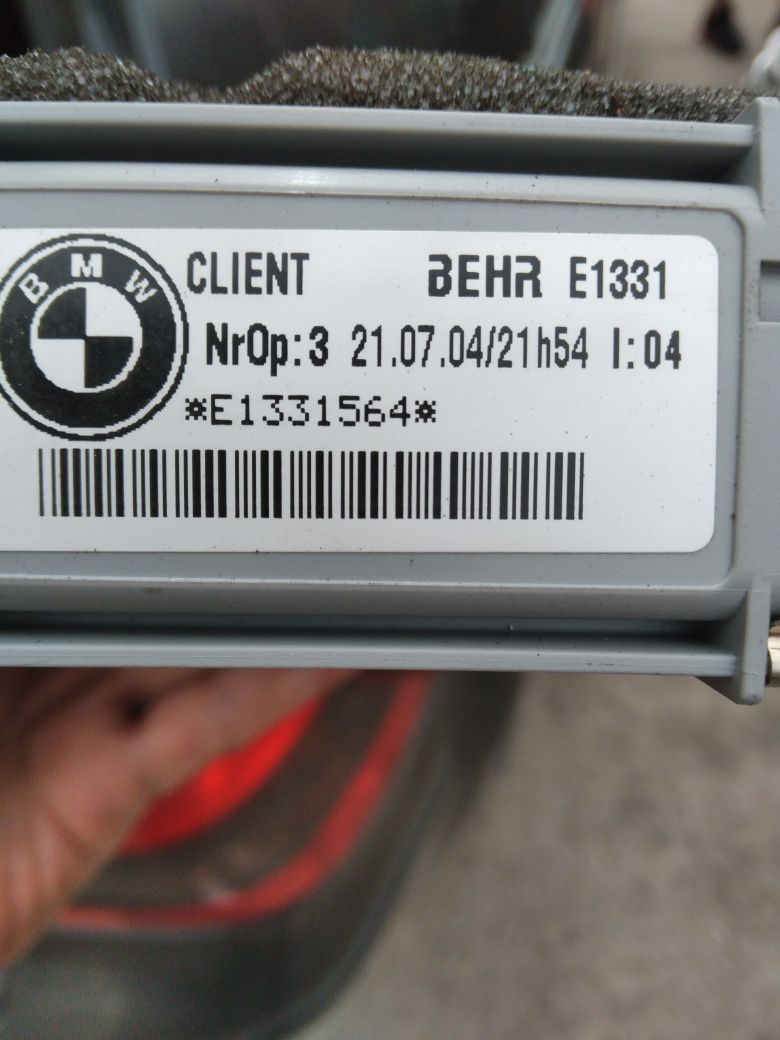 BMW
CLIENT BEHR E1331
NrOp:3 21.07.04/21h54 I:04
*E1331564*